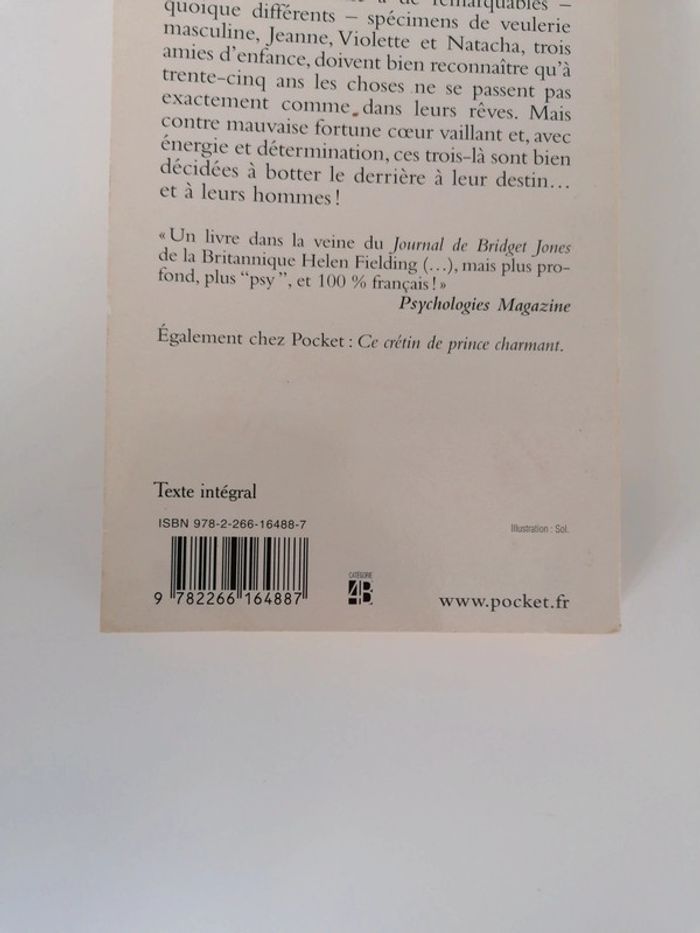 remarquables –
quoique différents – spécimens de veulerie
masculine, Jeanne, Violette et Natacha, trois
amies d'enfance, doivent bien reconnaître qu'à
trente-cinq ans les choses ne se passent pas
exactement comme dans leurs rêves. Mais
contre mauvaise fortune cœur vaillant et, avec
énergie et détermination, ces trois-là sont bien
décidées à botter le derrière à leur destin…
et à leurs hommes !
« Un livre dans la veine du Journal de Bridget Jones
de la Britannique Helen Fielding (…), mais plus pro-
fond, plus “psy”, et 100 % français ! »
Psychologies Magazine
Également chez Pocket : Ce crétin de prince charmant.
Texte intégral
ISBN 978-2-266-16488-7
Illustration : Sol.
9 782266 164887
CATÉGORIE
4B
www.pocket.fr